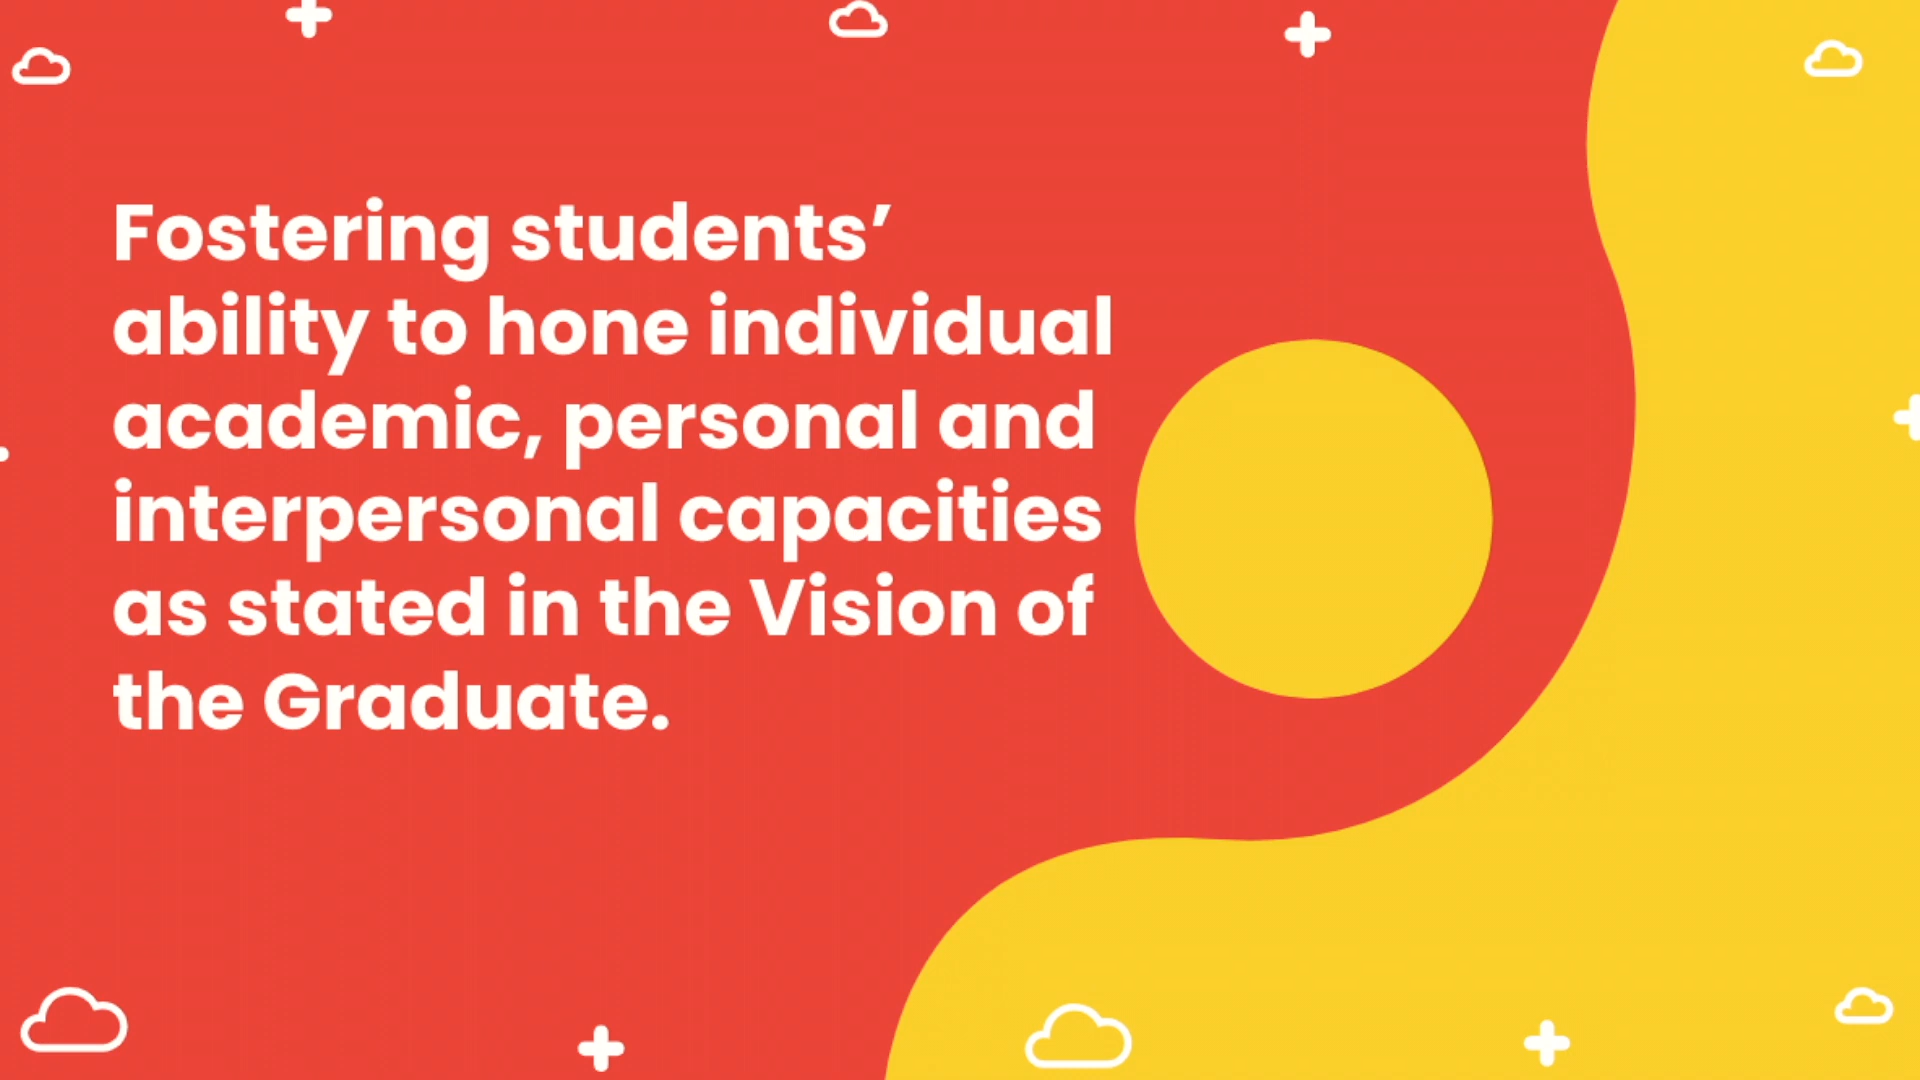 Fostering students’
ability to hone individual
academic, personal and
interpersonal capacities
as stated in the Vision of
the Graduate.